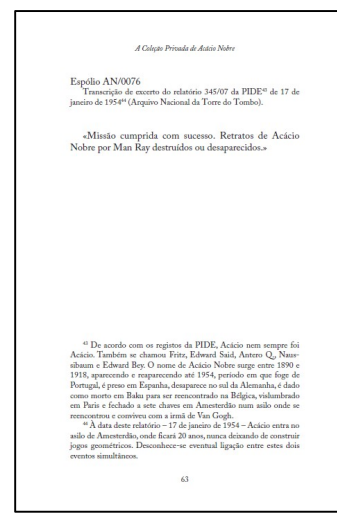 A Coleção Privada de Acácio Nobre
Espólio AN/0076
Transcrição de excerto do relatório 345/07 da PIDE⁴³ de 17 de
janeiro de 1954⁴⁴ (Arquivo Nacional da Torre do Tombo).
«Missão cumprida com sucesso. Retratos de Acácio
Nobre por Man Ray destruídos ou desaparecidos.»
⁴³ De acordo com os registos da PIDE, Acácio nem sempre foi
Acácio. Também se chamou Fritz, Edward Said, Antero Q., Naus-
sibaum e Edward Bey. O nome de Acácio Nobre surge entre 1890 e
1918, aparecendo e reaparecendo até 1954, período em que foge de
Portugal, é preso em Espanha, desaparece no sul da Alemanha, é dado
como morto em Baku para ser reencontrado na Bélgica, vislumbrado
em Paris e fechado a sete chaves em Amesterdão num asilo onde se
reencontrou e conviveu com a irmã de Van Gogh.
⁴⁴ À data deste relatório – 17 de janeiro de 1954 – Acácio entra no
asilo de Amesterdão, onde ficará 20 anos, nunca deixando de construir
jogos geométricos. Desconhece-se eventual ligação entre estes dois
eventos simultâneos.
63